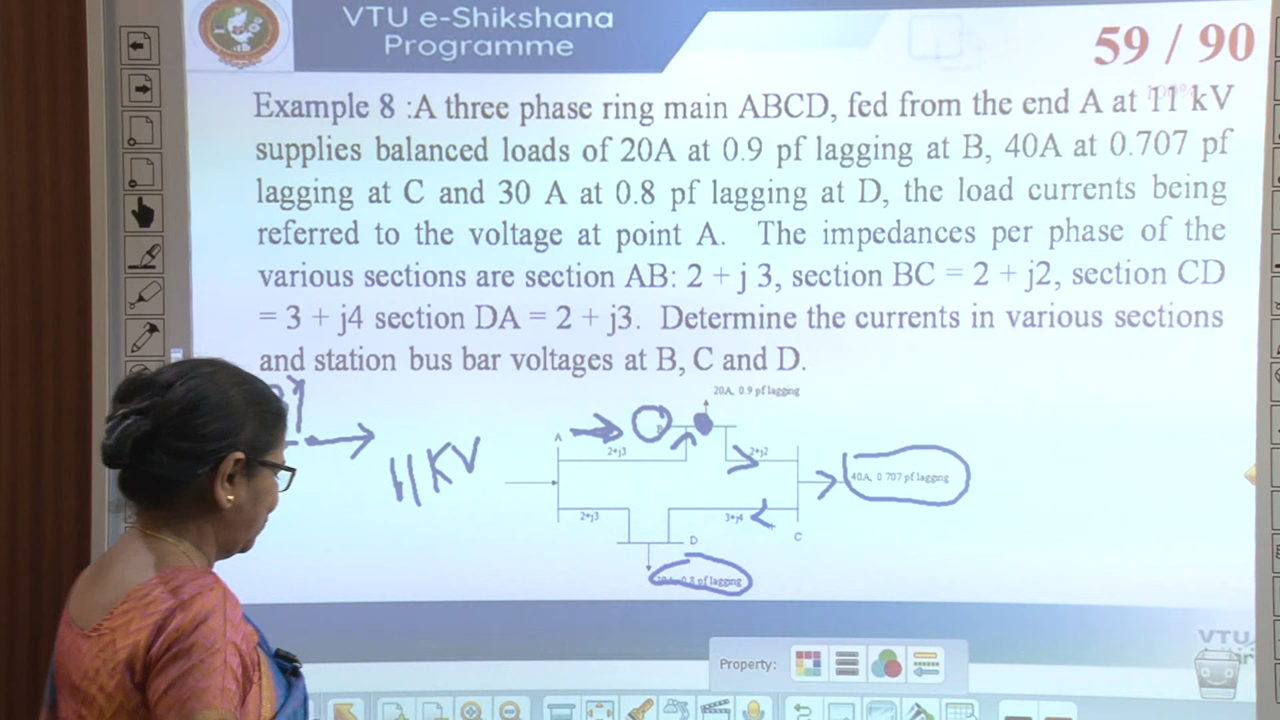 VTU e-Shikshana
Programme
59 / 90
Example 8 :A three phase ring main ABCD, fed from the end A at 11 kV
supplies balanced loads of 20A at 0.9 pf lagging at B, 40A at 0.707 pf
lagging at C and 30 A at 0.8 pf lagging at D, the load currents being
referred to the voltage at point A. The impedances per phase of the
various sections are section AB: 2 + j 3, section BC = 2 + j2, section CD
= 3 + j4 section DA = 2 + j3. Determine the currents in various sections
and station bus bar voltages at B, C and D.
20A, 0.9 pf lagging
A
B
2+j3
2+j2
11 KV
40A, 0.707 pf lagging
2+j3
3+j4
D
C
0.8 pf lagging
VTU
Property: